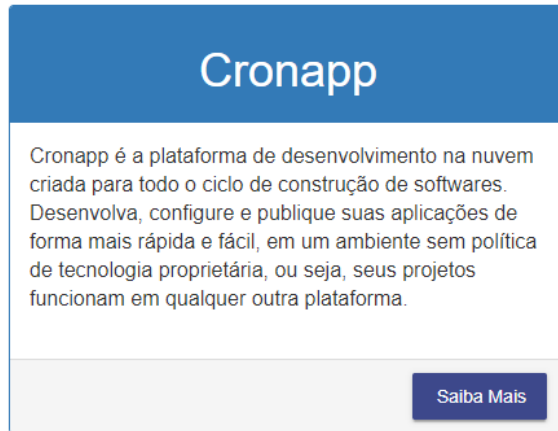 Cronapp
Cronapp é a plataforma de desenvolvimento na nuvem
criada para todo o ciclo de construção de softwares.
Desenvolva, configure e publique suas aplicações de
forma mais rápida e fácil, em um ambiente sem política
de tecnologia proprietária, ou seja, seus projetos
funcionam em qualquer outra plataforma.
Saiba Mais